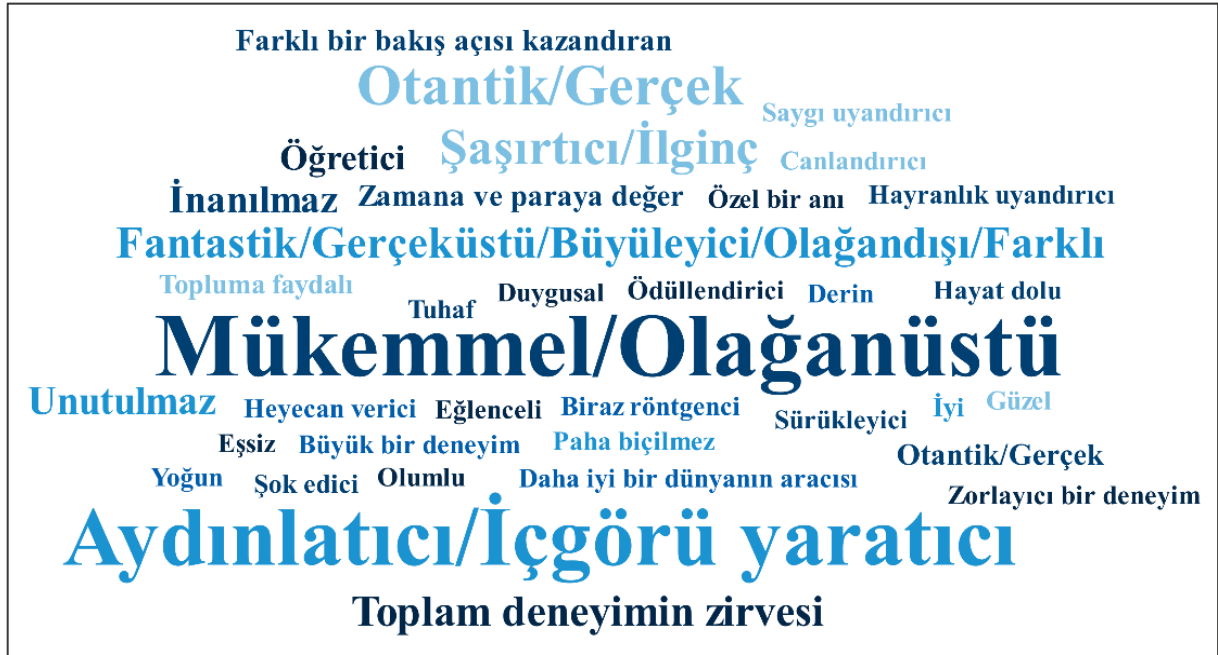 Farklı bir bakış açısı kazandıran
Otantik/Gerçek
Saygı uyandırıcı
Öğretici
Şaşırtıcı/İlginç
Canlandırıcı
İnanılmaz
Zamana ve paraya değer
Özel bir anı
Hayranlık uyandırıcı
Fantastik/Gerçeküstü/Büyüleyici/Olağandışı/Farklı
Topluma faydalı
Tuhaf
Duygusal
Ödüllendirici
Derin
Hayat dolu
Mükemmel/Olağanüstü
Unutulmaz
Heyecan verici
Eğlenceli
Biraz röntgenci
Sürükleyici
İyi
Güzel
Eşsiz
Büyük bir deneyim
Paha biçilmez
Otantik/Gerçek
Yoğun
Şok edici
Olumlu
Daha iyi bir dünyanın aracısı
Zorlayıcı bir deneyim
Aydınlatıcı/İçgörü yaratıcı
Toplam deneyimin zirvesi